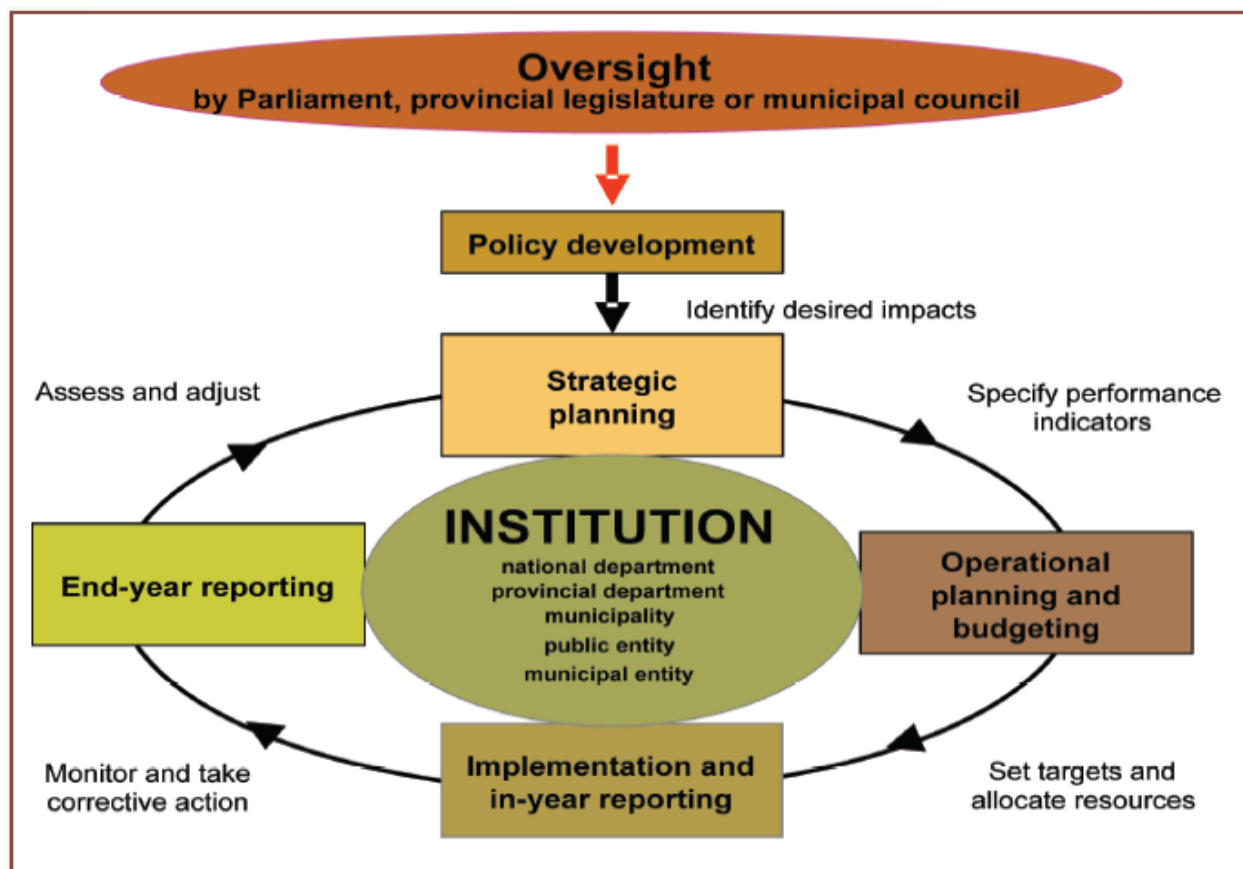 Oversight
by Parliament, provincial legislature or municipal council
Policy development
Identify desired impacts
Strategic
planning
Assess and adjust
Specify performance
indicators
INSTITUTION
national department
provincial department
municipality
public entity
municipal entity
End-year reporting
Operational
planning and
budgeting
Implementation and
in-year reporting
Monitor and take
corrective action
Set targets and
allocate resources